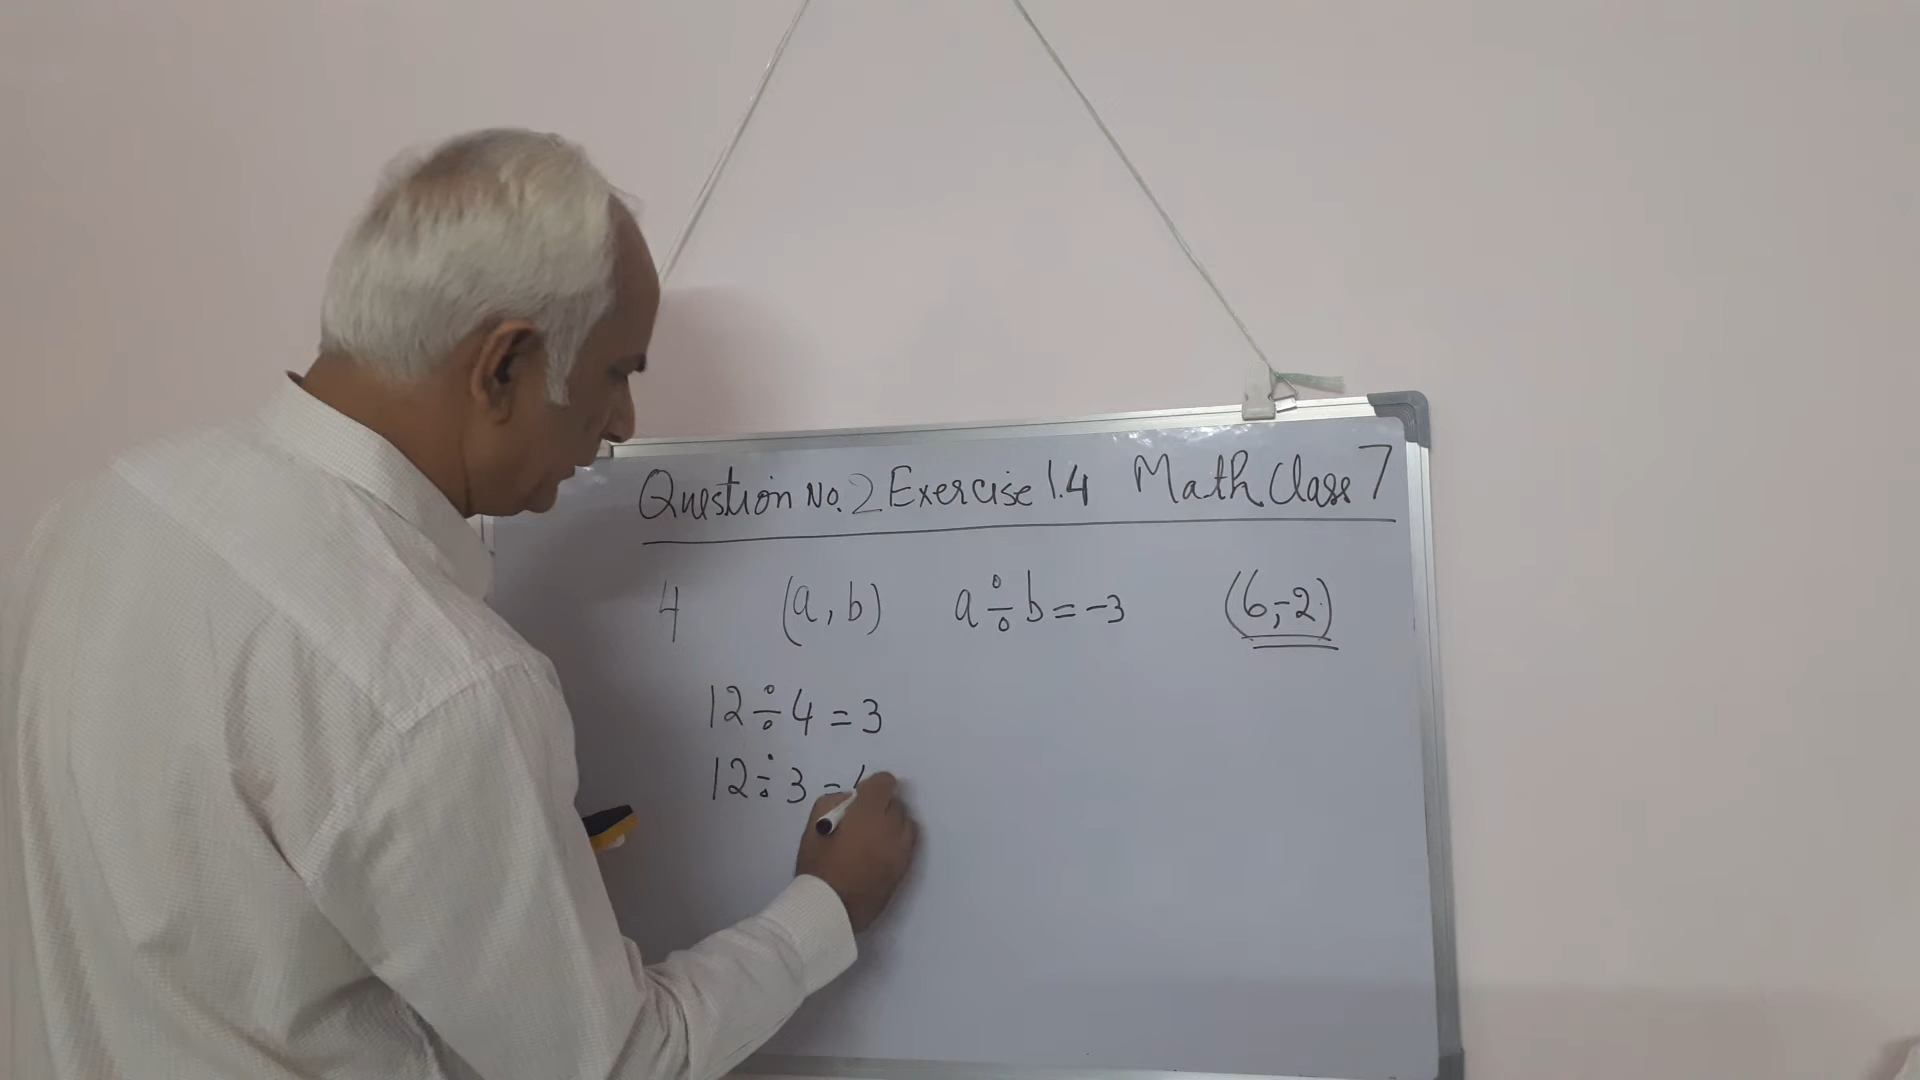 Question No. 2 Exercise 1.4 Math Class 7
4 (a, b) a ÷ b = -3 (6, -2)
12 ÷ 4 = 3
12 ÷ 3 =